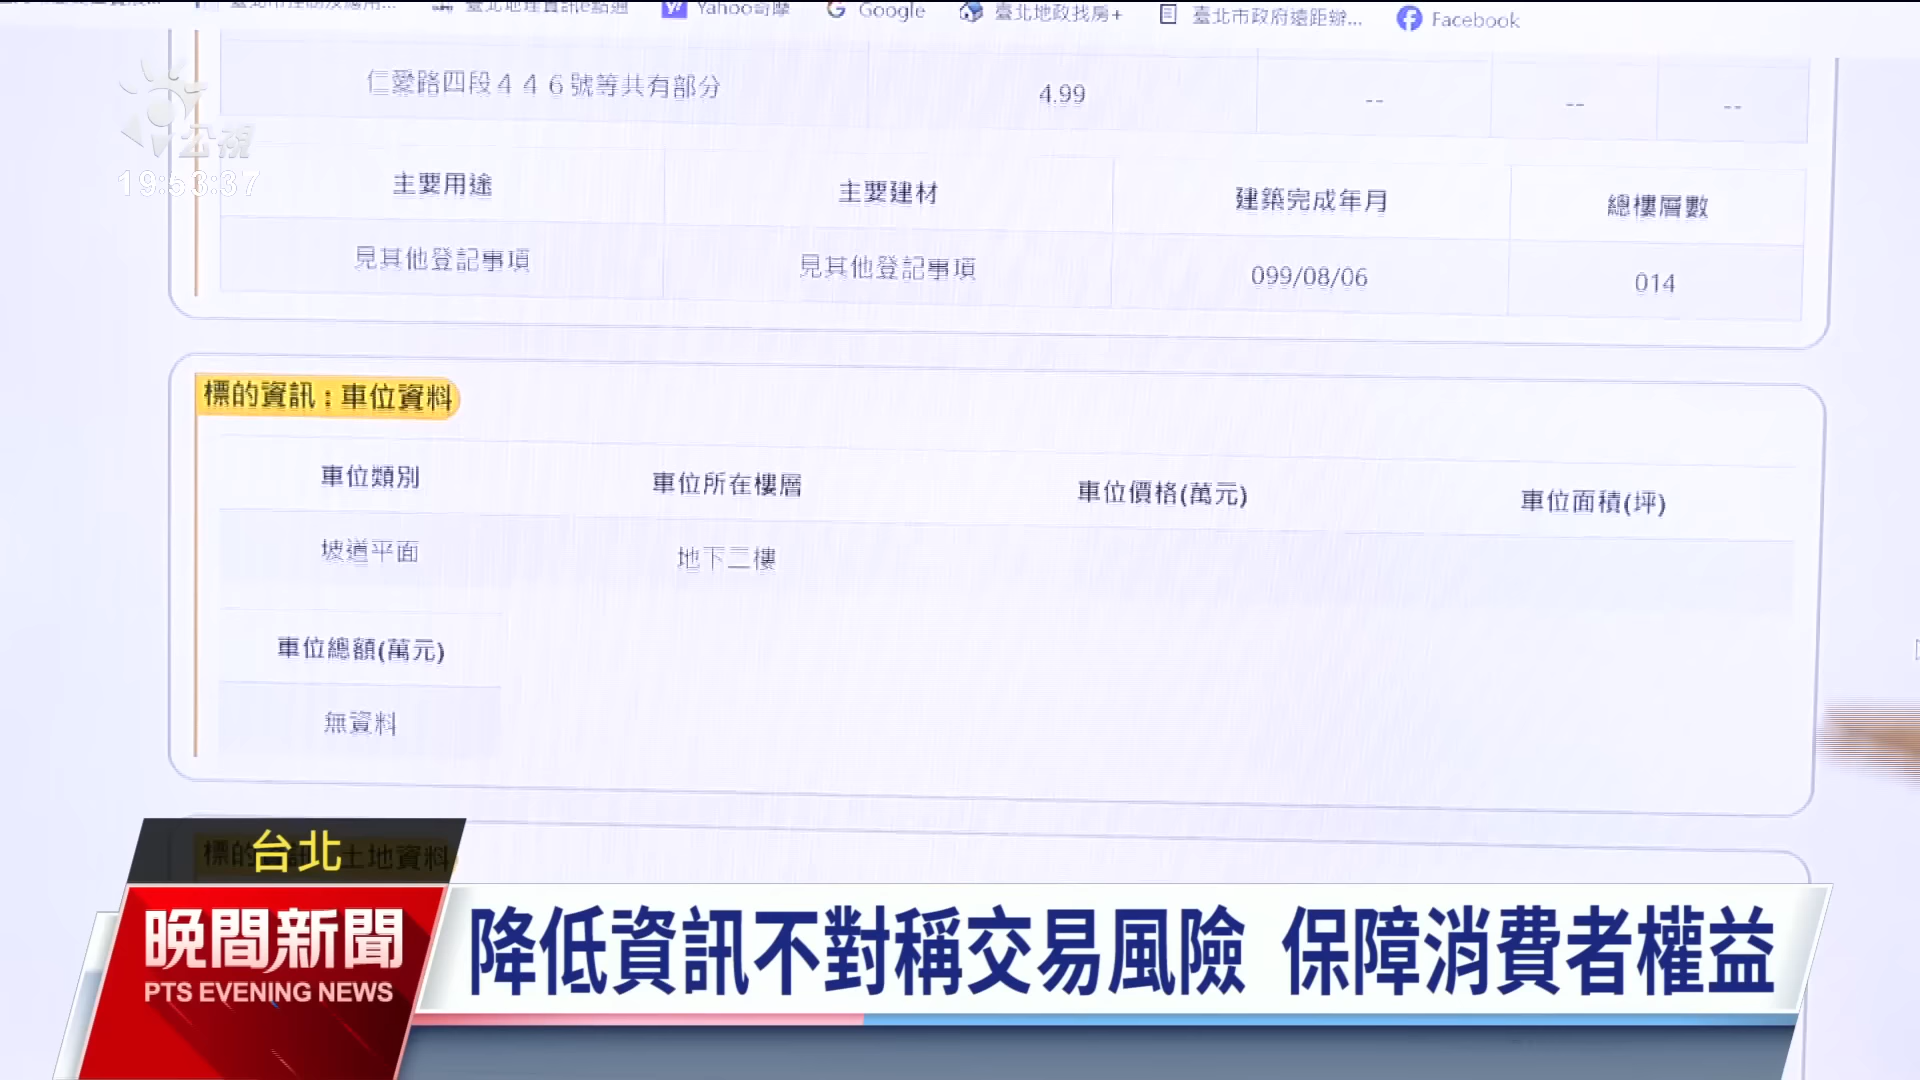 Yahoo奇摩
Google
臺北地政找房+
臺北市政府遠距辦...
Facebook
仁愛路四段４４６號等共有部分
4.99
--
--
--
公視
19:53:37
主要用途
主要建材
建築完成年月
總樓層數
見其他登記事項
見其他登記事項
099/08/06
014
標的資訊：車位資料
車位類別
車位所在樓層
車位價格(萬元)
車位面積(坪)
坡道平面
地下二樓
車位總額(萬元)
無資料
土地資料
台北
晚間新聞
PTS EVENING NEWS
降低資訊不對稱交易風險 保障消費者權益